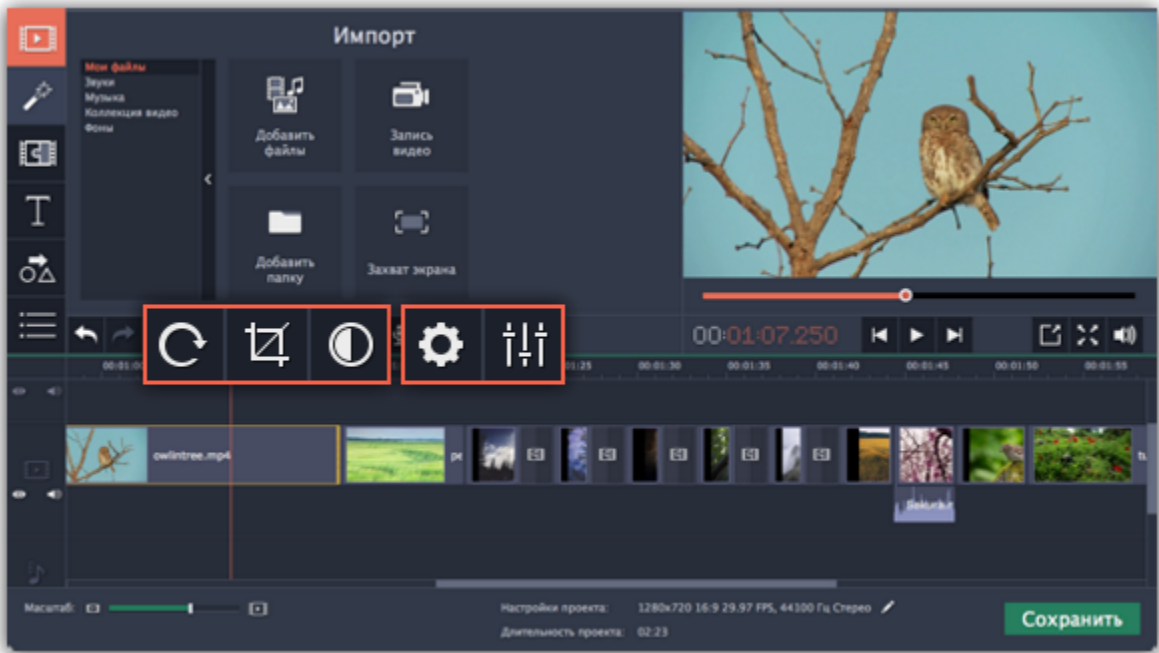 Импорт
Мои файлы
Звуки
Музыка
Коллекция видео
Фоны
Добавить
файлы
Запись
видео
Добавить
папку
Захват экрана
00:01:07.250
00:01:30
00:01:35
00:01:40
00:01:45
00:01:50
00:01:55
owlintree.mp4
Масштаб:
Настройки проекта: 1280x720 16:9 29.97 FPS, 44100 Гц Стерео
Длительность проекта: 02:23
Сохранить